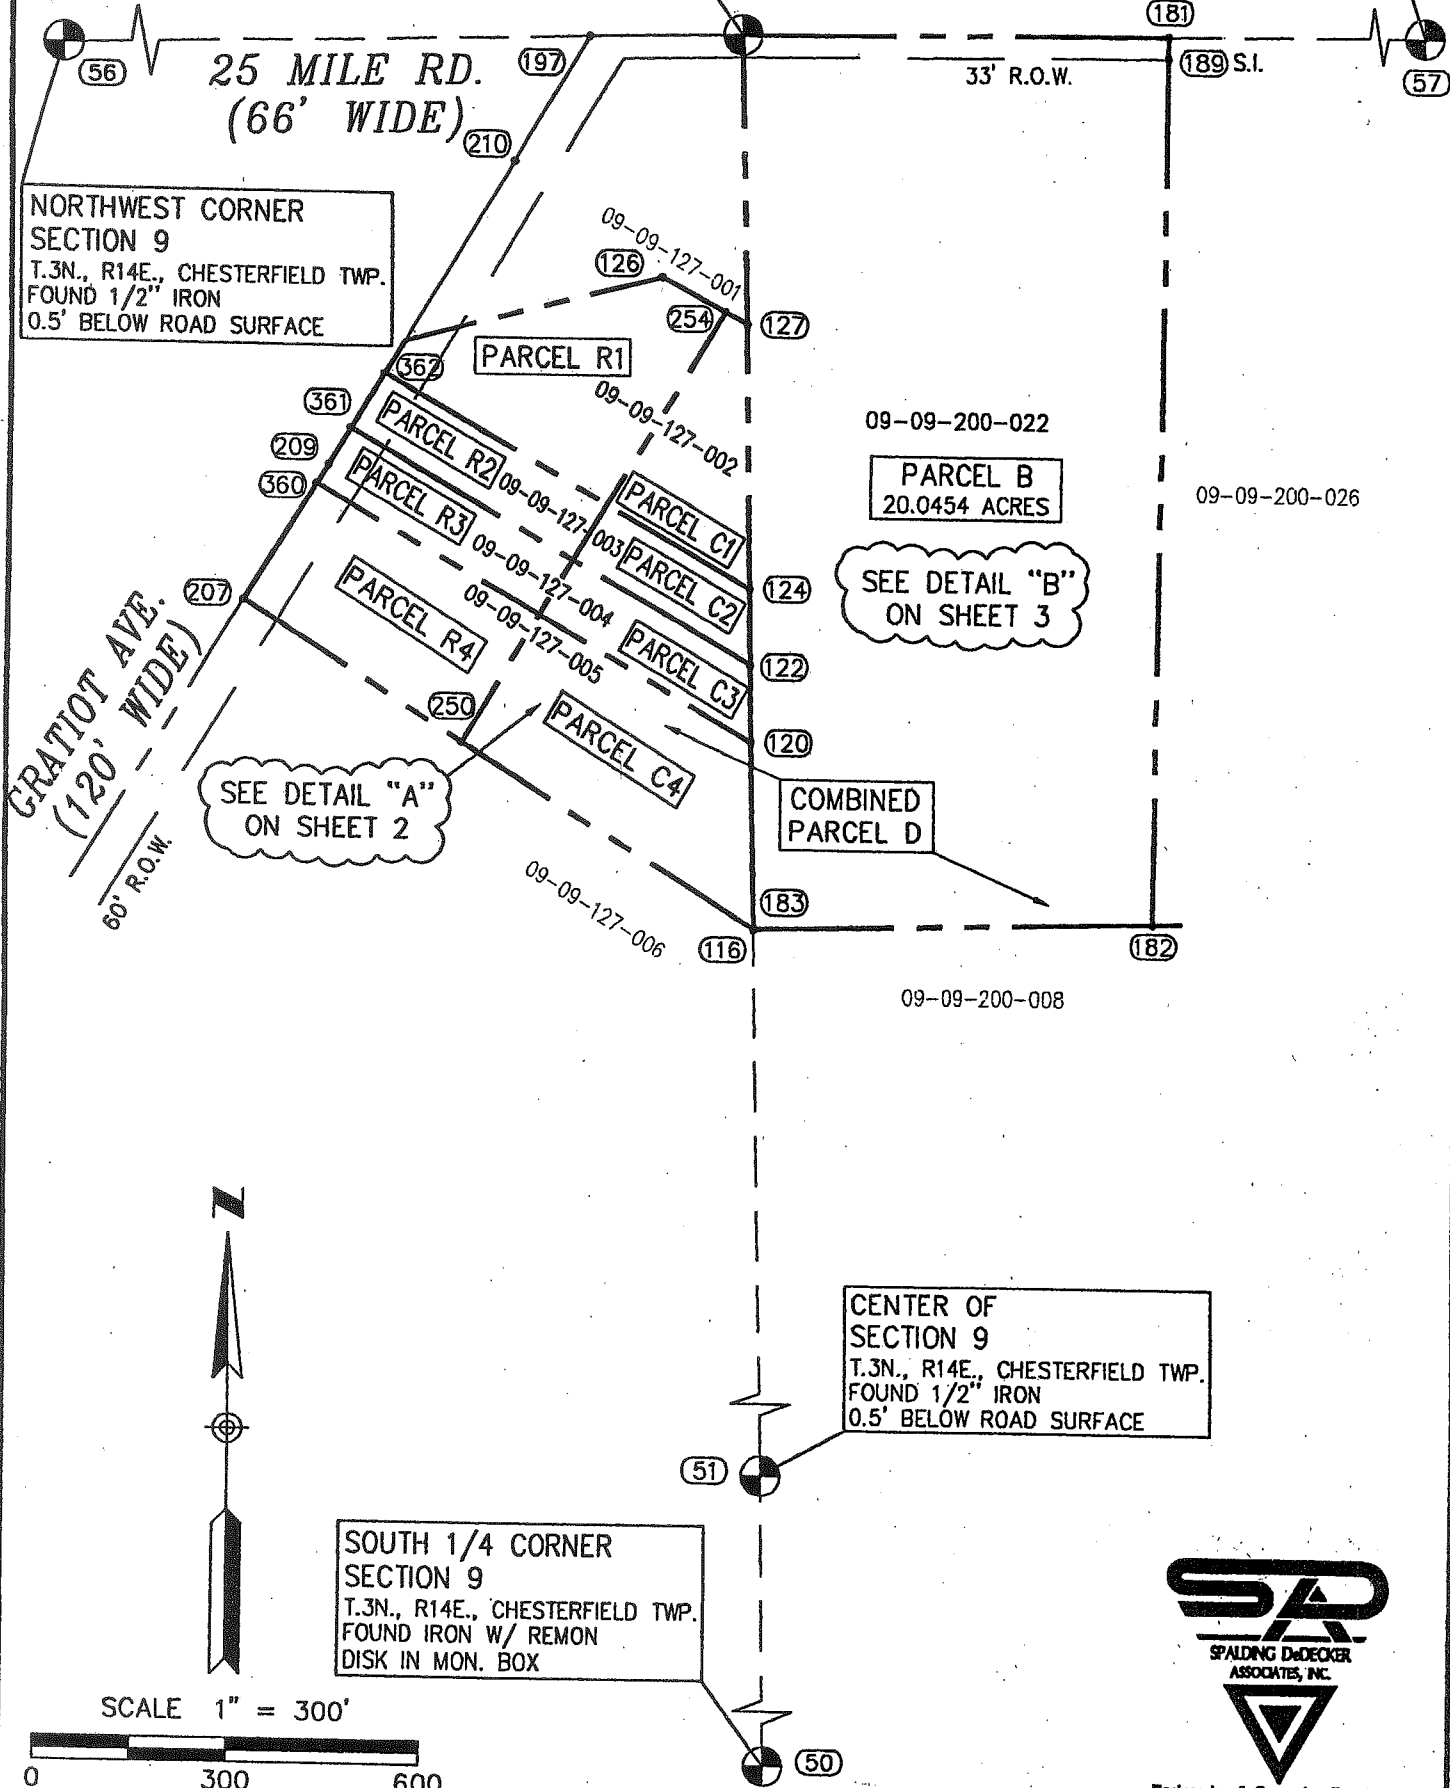 181
56
197
189 S.I.
57
25 MILE RD.
(66' WIDE)
33' R.O.W.
210
NORTHWEST CORNER
SECTION 9
T.3N., R14E., CHESTERFIELD TWP.
FOUND 1/2" IRON
0.5' BELOW ROAD SURFACE
09-09-127-001
126
254
127
PARCEL R1
362
361
209
360
207
09-09-127-002
PARCEL R2
09-09-127-003
PARCEL R3
09-09-127-004
09-09-127-005
PARCEL R4
PARCEL C1
PARCEL C2
PARCEL C3
PARCEL C4
124
122
120
250
09-09-200-022
PARCEL B
20.0454 ACRES
09-09-200-026
SEE DETAIL "B"
ON SHEET 3
GRATIOT AVE.
(120' WIDE)
60' R.O.W.
SEE DETAIL "A"
ON SHEET 2
COMBINED
PARCEL D
09-09-127-006
183
116
182
09-09-200-008
N
CENTER OF
SECTION 9
T.3N., R14E., CHESTERFIELD TWP.
FOUND 1/2" IRON
0.5' BELOW ROAD SURFACE
51
SOUTH 1/4 CORNER
SECTION 9
T.3N., R14E., CHESTERFIELD TWP.
FOUND IRON W/ REMON
DISK IN MON. BOX
50
SCALE 1" = 300'
0 300 600
SDA
SPALDING DeDECKER
ASSOCIATES, INC.